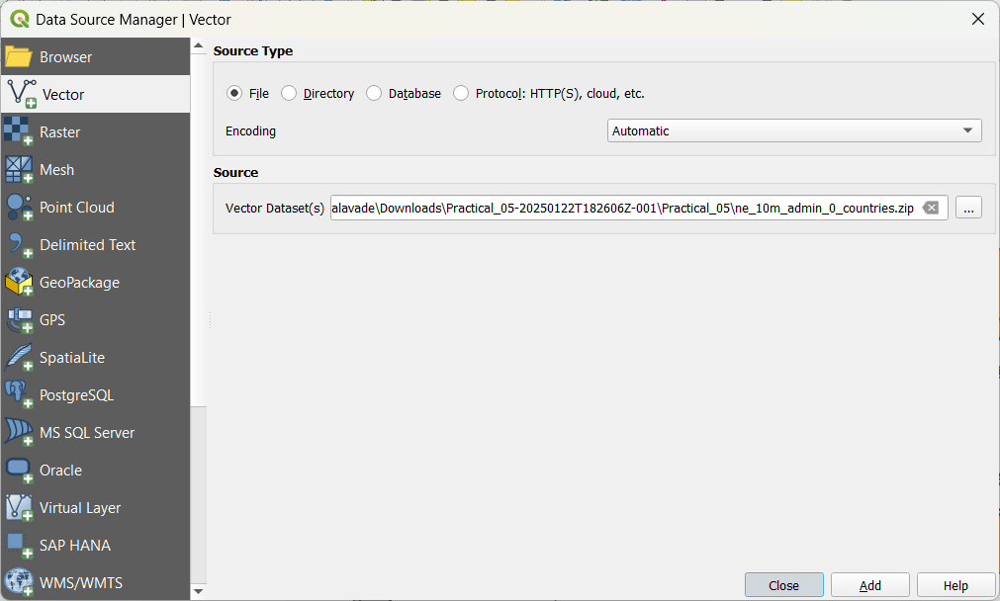 Data Source Manager | Vector
Browser
Vector
Raster
Mesh
Point Cloud
Delimited Text
GeoPackage
GPS
SpatiaLite
PostgreSQL
MS SQL Server
Oracle
Virtual Layer
SAP HANA
WMS/WMTS
Source Type
File Directory Database Protocol: HTTP(S), cloud, etc.
Encoding Automatic
Source
Vector Dataset(s) alavade\Downloads\Practical_05-20250122T182606Z-001\Practical_05\ne_10m_admin_0_countries.zip ...
Close Add Help